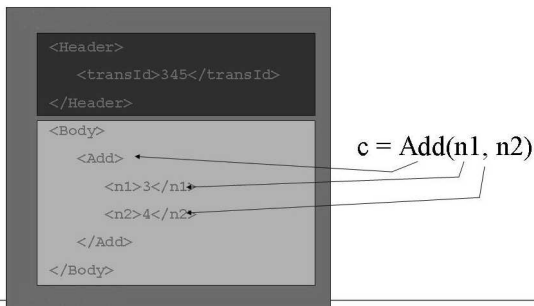 <Header>
<transId>345</transId>
</Header>
<Body>
<Add>
<n1>3</n1>
<n2>4</n2>
</Add>
</Body>
c = Add(n1, n2)